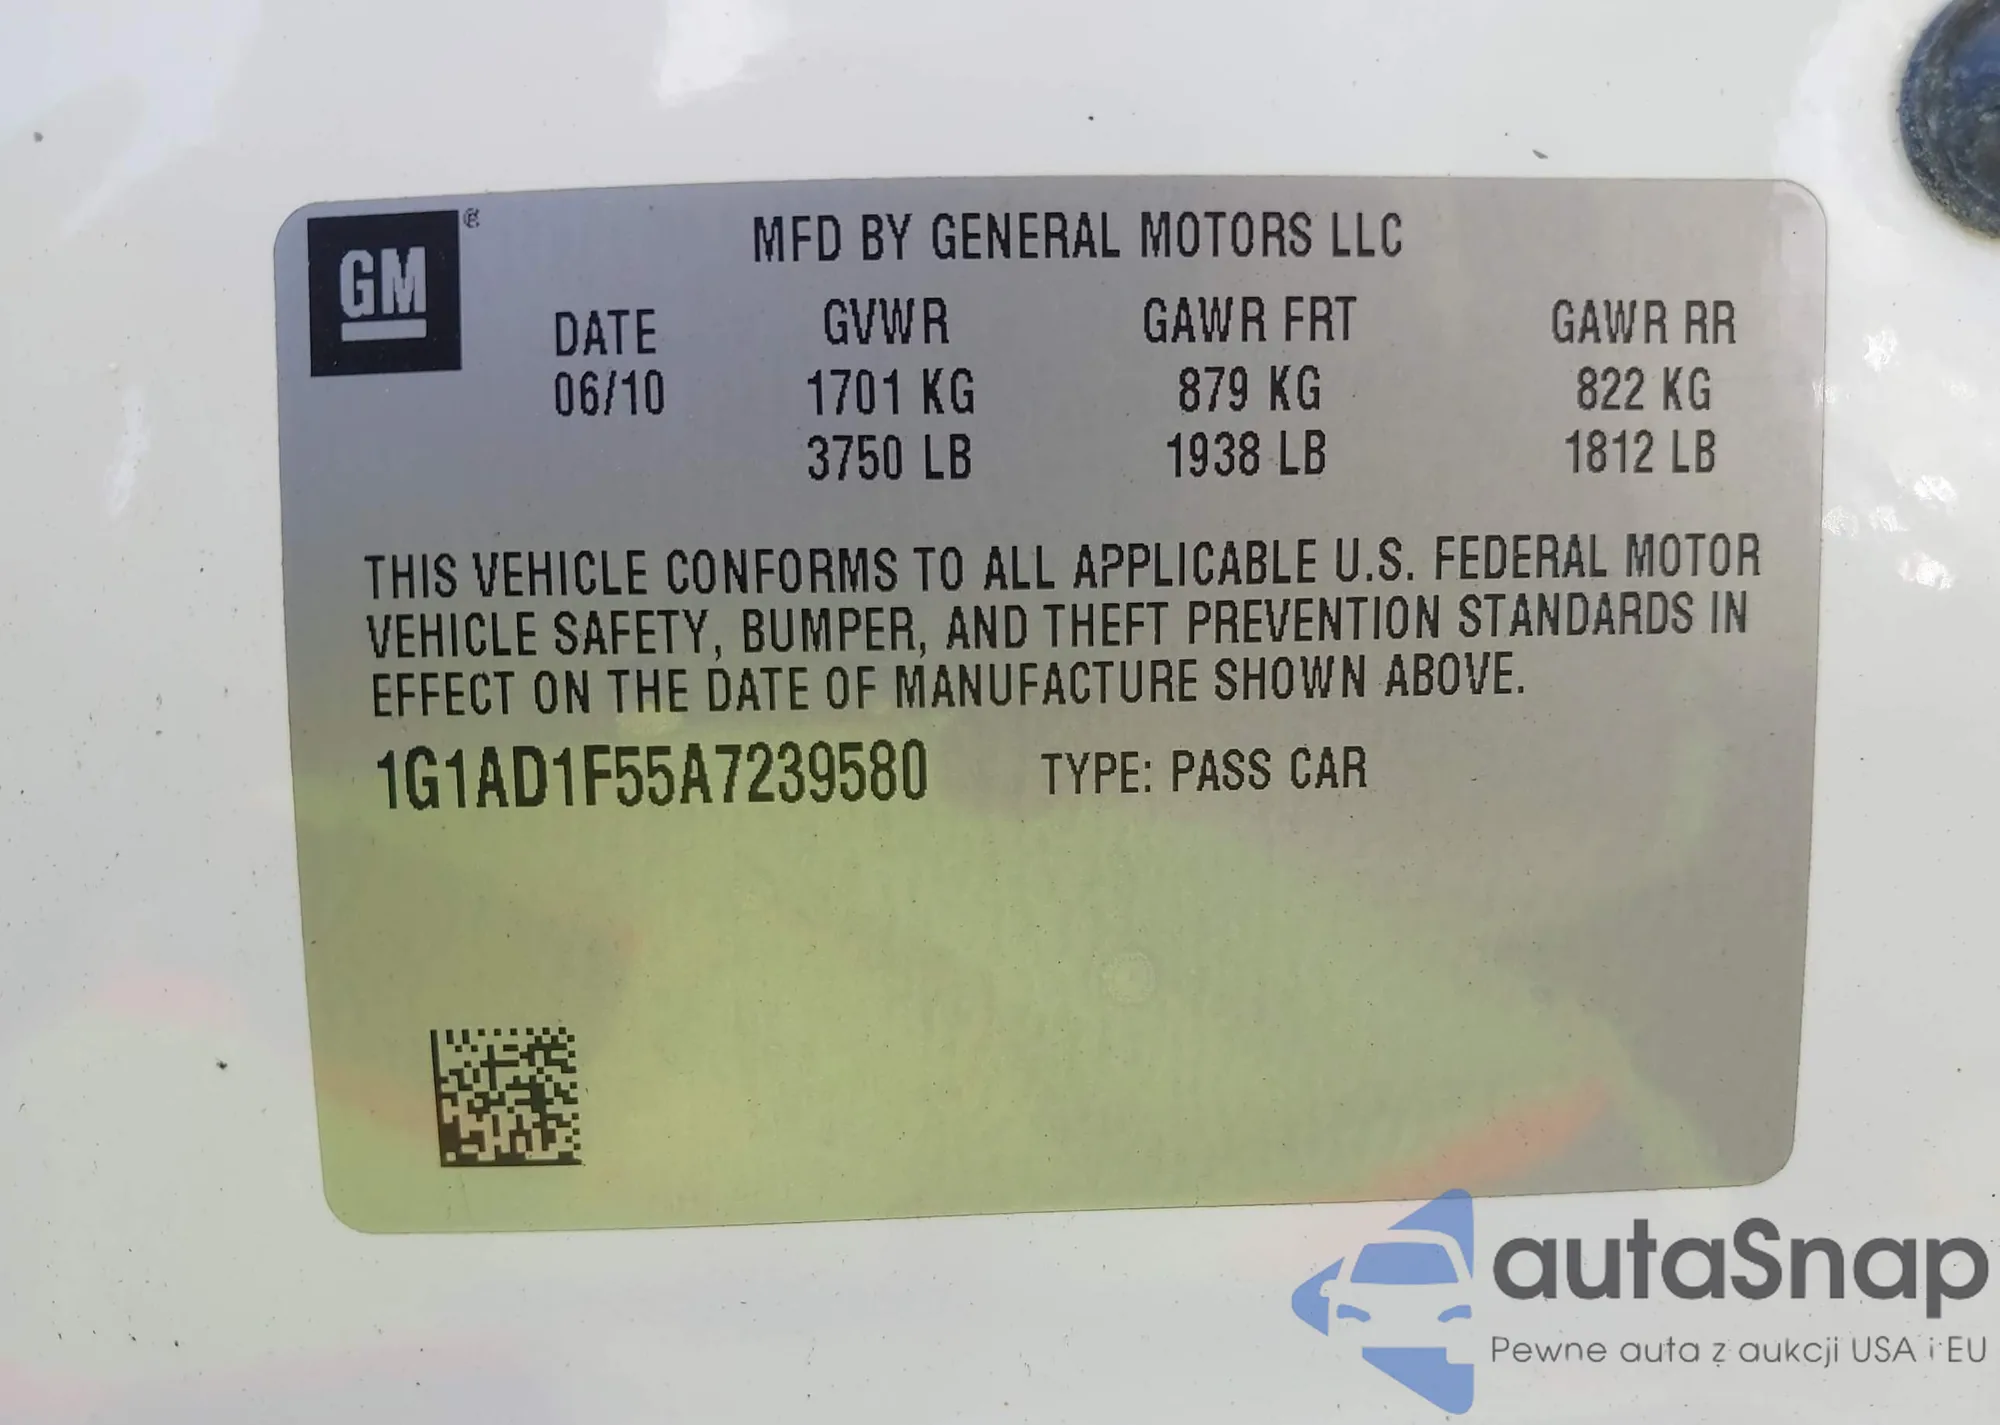 GM ®
MFD BY GENERAL MOTORS LLC
DATE GVWR GAWR FRT GAWR RR
06/10 1701 KG 879 KG 822 KG
3750 LB 1938 LB 1812 LB
THIS VEHICLE CONFORMS TO ALL APPLICABLE U.S. FEDERAL MOTOR
VEHICLE SAFETY, BUMPER, AND THEFT PREVENTION STANDARDS IN
EFFECT ON THE DATE OF MANUFACTURE SHOWN ABOVE.
1G1AD1F55A7239580 TYPE: PASS CAR
autaSnap
Pewne auta z aukcji USA i EU